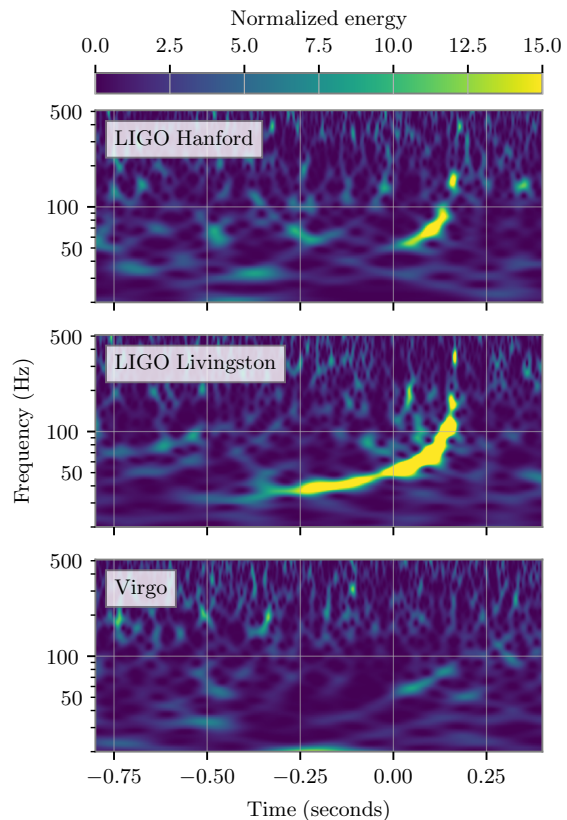 Normalized energy
0.0 2.5 5.0 7.5 10.0 12.5 15.0
500
LIGO Hanford
100
50
500
LIGO Livingston
100
50
Frequency (Hz)
500
Virgo
100
50
−0.75 −0.50 −0.25 0.00 0.25
Time (seconds)